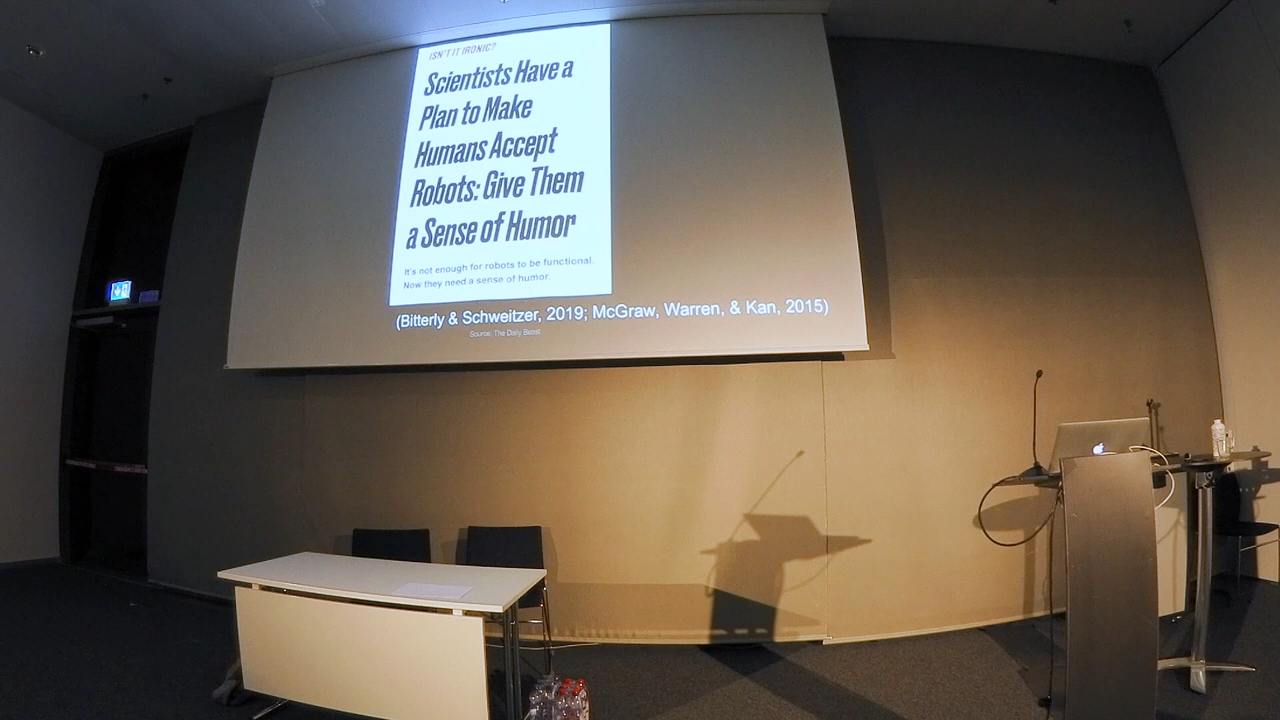 ISN'T IT IRONIC?
Scientists Have a
Plan to Make
Humans Accept
Robots: Give Them
a Sense of Humor
It's not enough for robots to be functional.
Now they need a sense of humor.
(Bitterly & Schweitzer, 2019; McGraw, Warren, & Kan, 2015)
Source: The Daily Beast